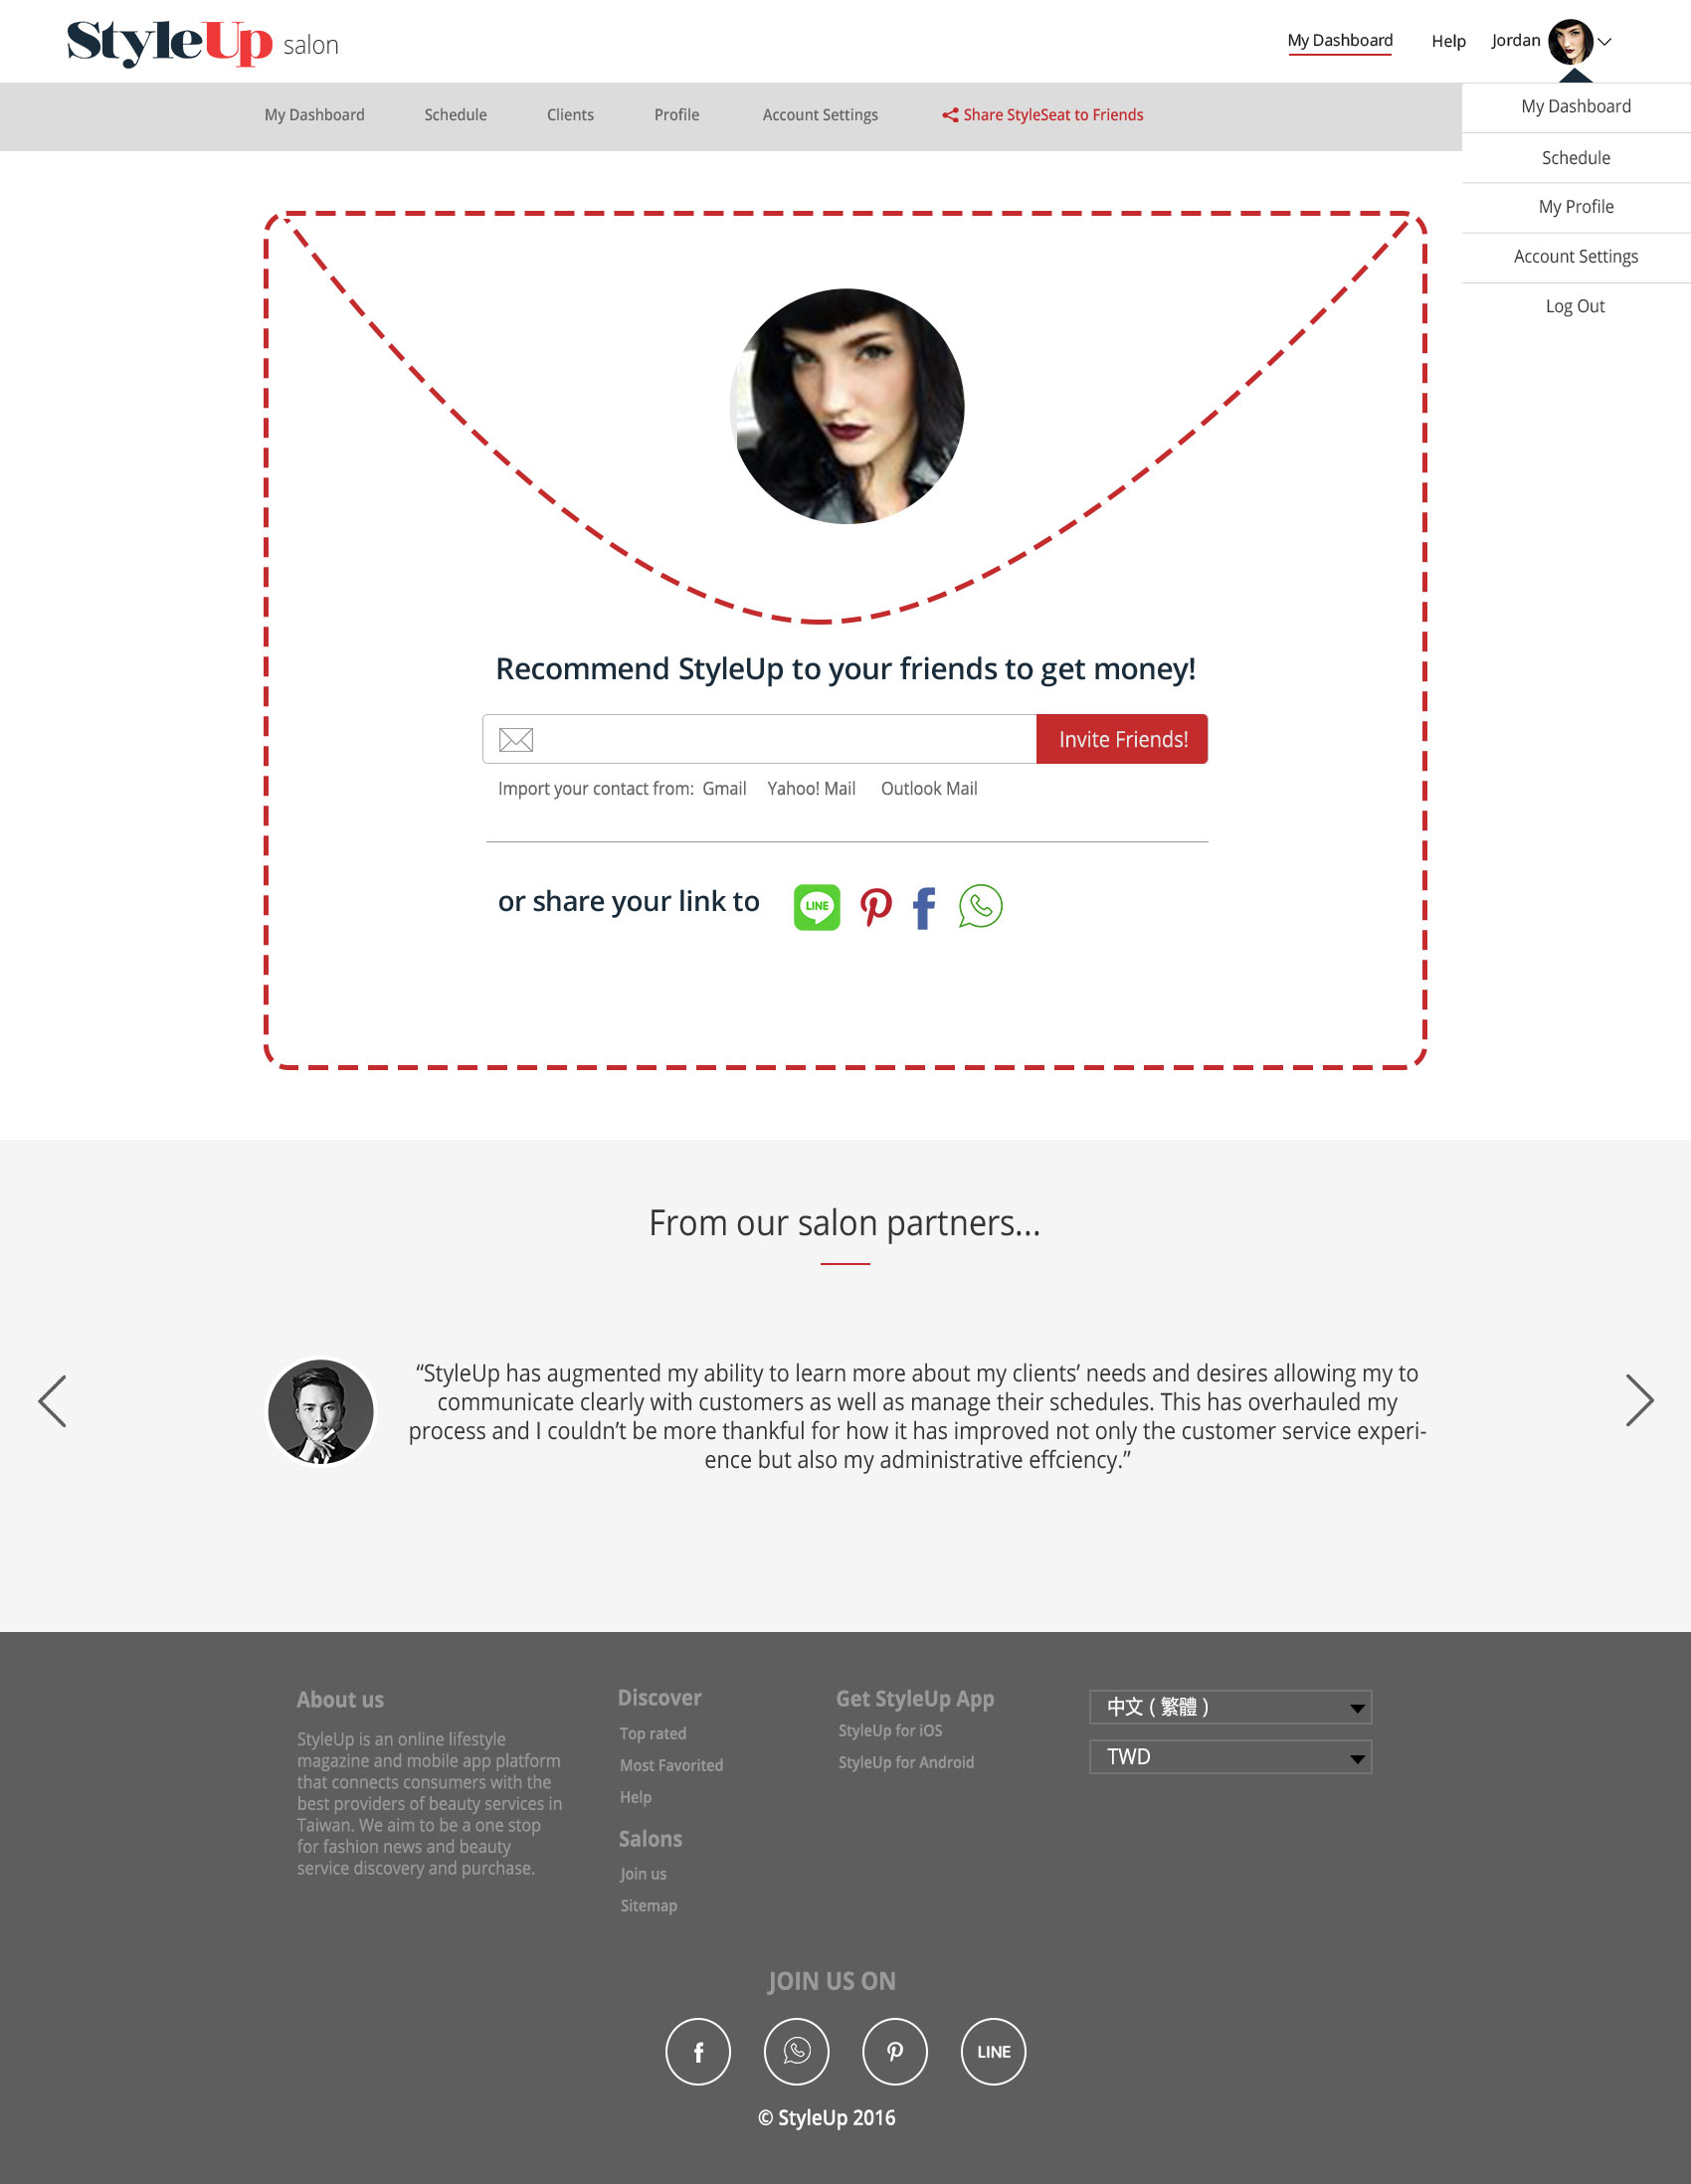 StyleUp salon
My Dashboard Help Jordan
My Dashboard Schedule Clients Profile Account Settings Share StyleSeat to Friends
My Dashboard
Schedule
My Profile
Account Settings
Log Out
Recommend StyleUp to your friends to get money!
Invite Friends!
Import your contact from: Gmail Yahoo! Mail Outlook Mail
or share your link to LINE
From our salon partners...
“StyleUp has augmented my ability to learn more about my clients’ needs and desires allowing my to
communicate clearly with customers as well as manage their schedules. This has overhauled my
process and I couldn’t be more thankful for how it has improved not only the customer service experi-
ence but also my administrative effciency.”
About us
StyleUp is an online lifestyle
magazine and mobile app platform
that connects consumers with the
best providers of beauty services in
Taiwan. We aim to be a one stop
for fashion news and beauty
service discovery and purchase.
Discover
Top rated
Most Favorited
Help
Salons
Join us
Sitemap
Get StyleUp App
StyleUp for iOS
StyleUp for Android
中文 ( 繁體 )
TWD
JOIN US ON
LINE
© StyleUp 2016